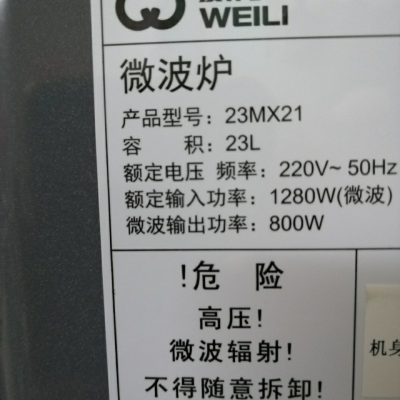 WEILI
微波炉
产品型号：23MX21
容 积：23L
额定电压 频率：220V~ 50Hz
额定输入功率：1280W(微波)
微波输出功率：800W
!危 险
高压!
微波辐射!
不得随意拆卸!
机身